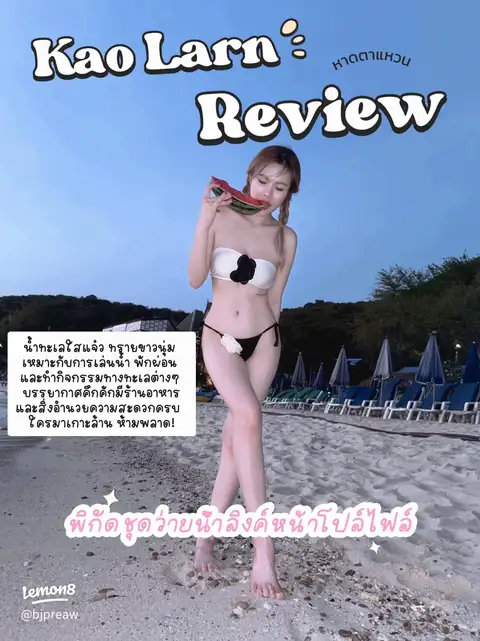 Kao Larn
หาดตาแหวน
Review
น้ำทะเลใสแจ๋ว ทรายขาวนุ่ม
เหมาะกับการเล่นน้ำ พักผ่อน
และทำกิจกรรมทางทะเลต่างๆ
บรรยากาศคึกคักมีร้านอาหาร
และสิ่งอำนวยความสะดวกครบ
ใครมาเกาะล้าน ห้ามพลาด!
พิกัดชุดว่ายน้ำลิงค์หน้าโปล์ไฟล์
lemon8
@bjpreaw